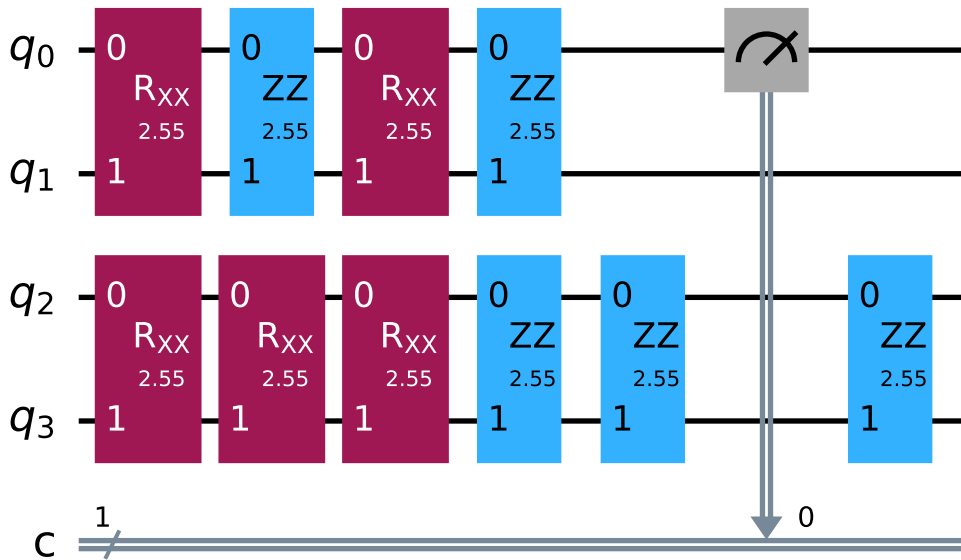 q0 0 0 0 0
RXX ZZ RXX ZZ
2.55 2.55 2.55 2.55
q1 1 1 1 1
q2 0 0 0 0 0 0
RXX RXX RXX ZZ ZZ ZZ
2.55 2.55 2.55 2.55 2.55 2.55
q3 1 1 1 1 1 1
1 0
c